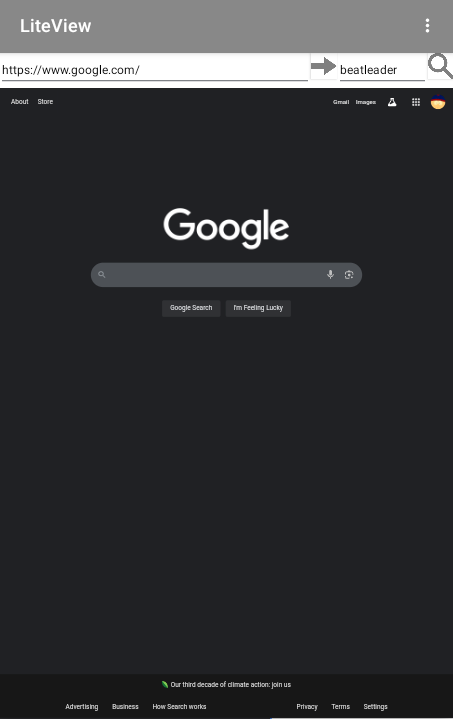 LiteView
https://www.google.com/ beatleader
About Store Gmail Images
Google
Google Search I'm Feeling Lucky
Our third decade of climate action: join us
Advertising Business How Search works Privacy Terms Settings